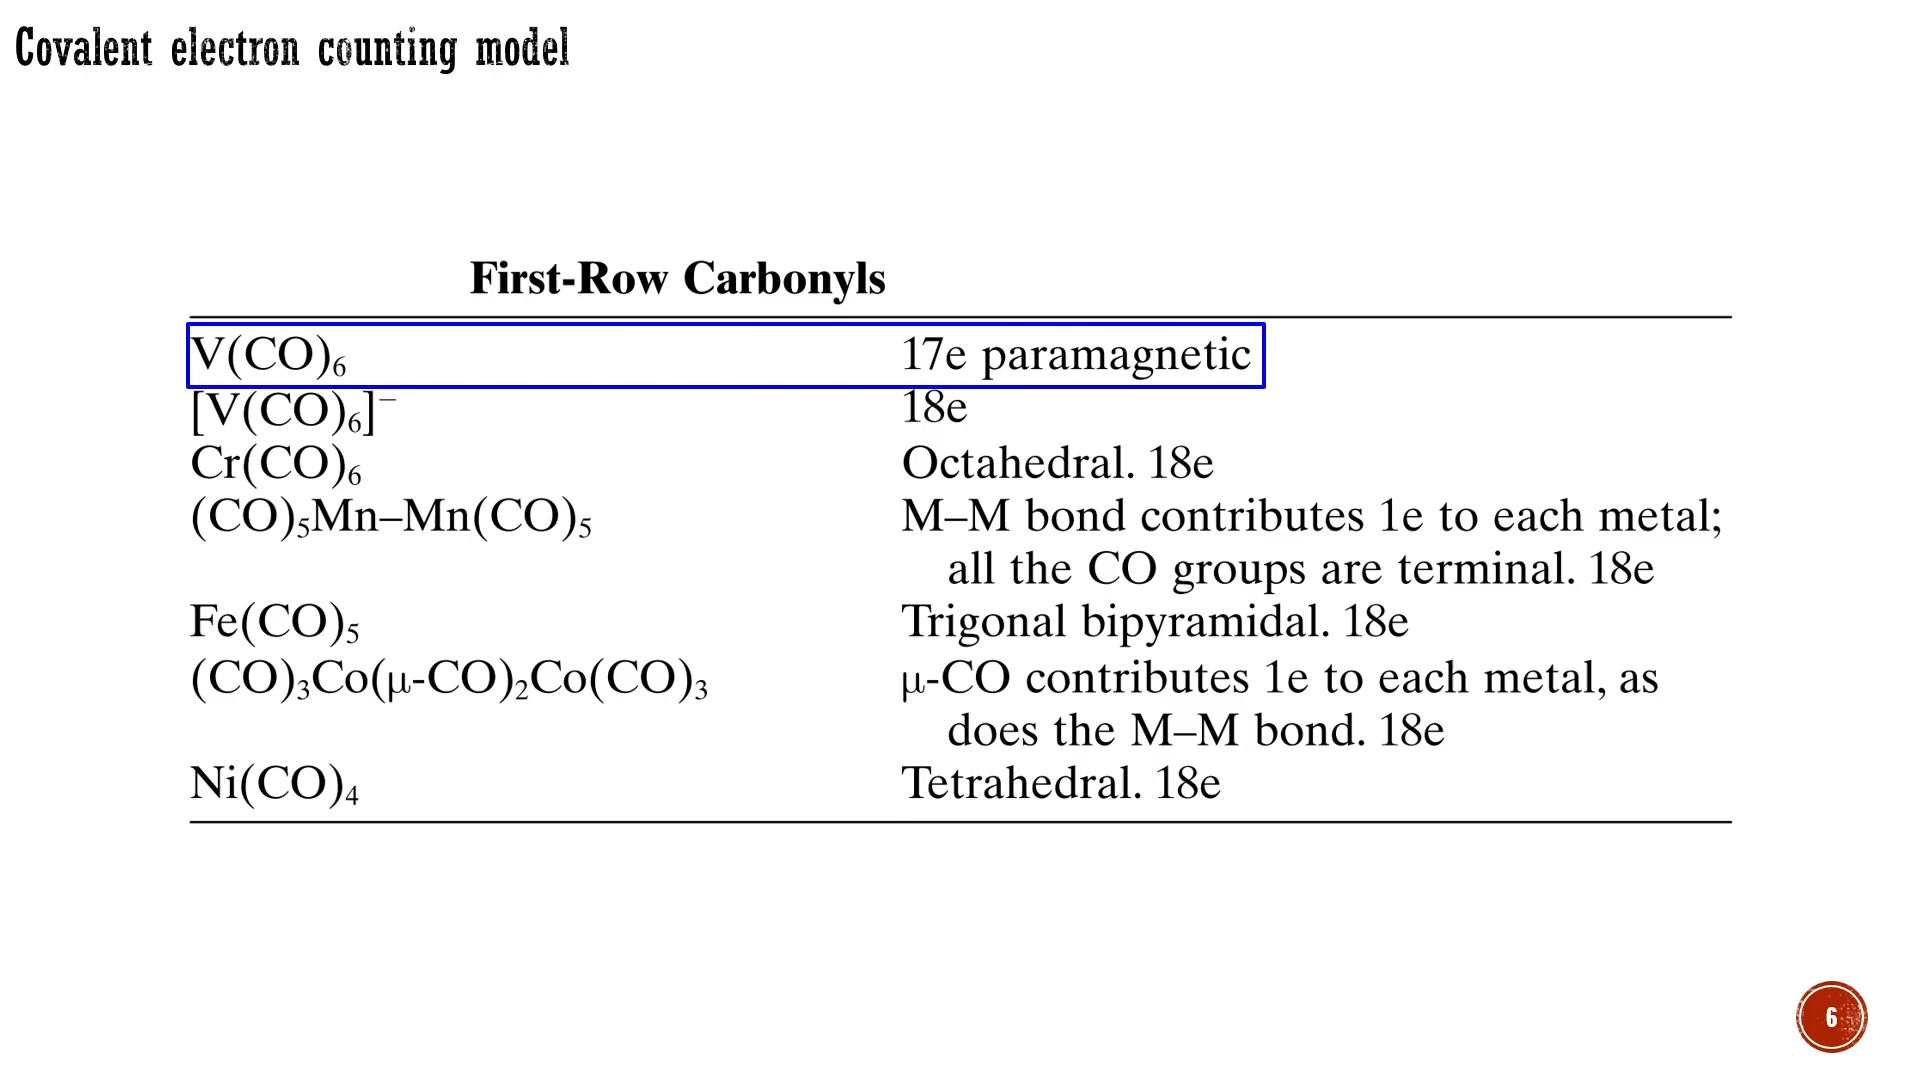 Covalent electron counting model
First-Row Carbonyls
V(CO)₆ 17e paramagnetic
[V(CO)₆]⁻ 18e
Cr(CO)₆ Octahedral. 18e
(CO)₅Mn–Mn(CO)₅ M–M bond contributes 1e to each metal;
all the CO groups are terminal. 18e
Fe(CO)₅ Trigonal bipyramidal. 18e
(CO)₃Co(μ-CO)₂Co(CO)₃ μ-CO contributes 1e to each metal, as
does the M–M bond. 18e
Ni(CO)₄ Tetrahedral. 18e
6